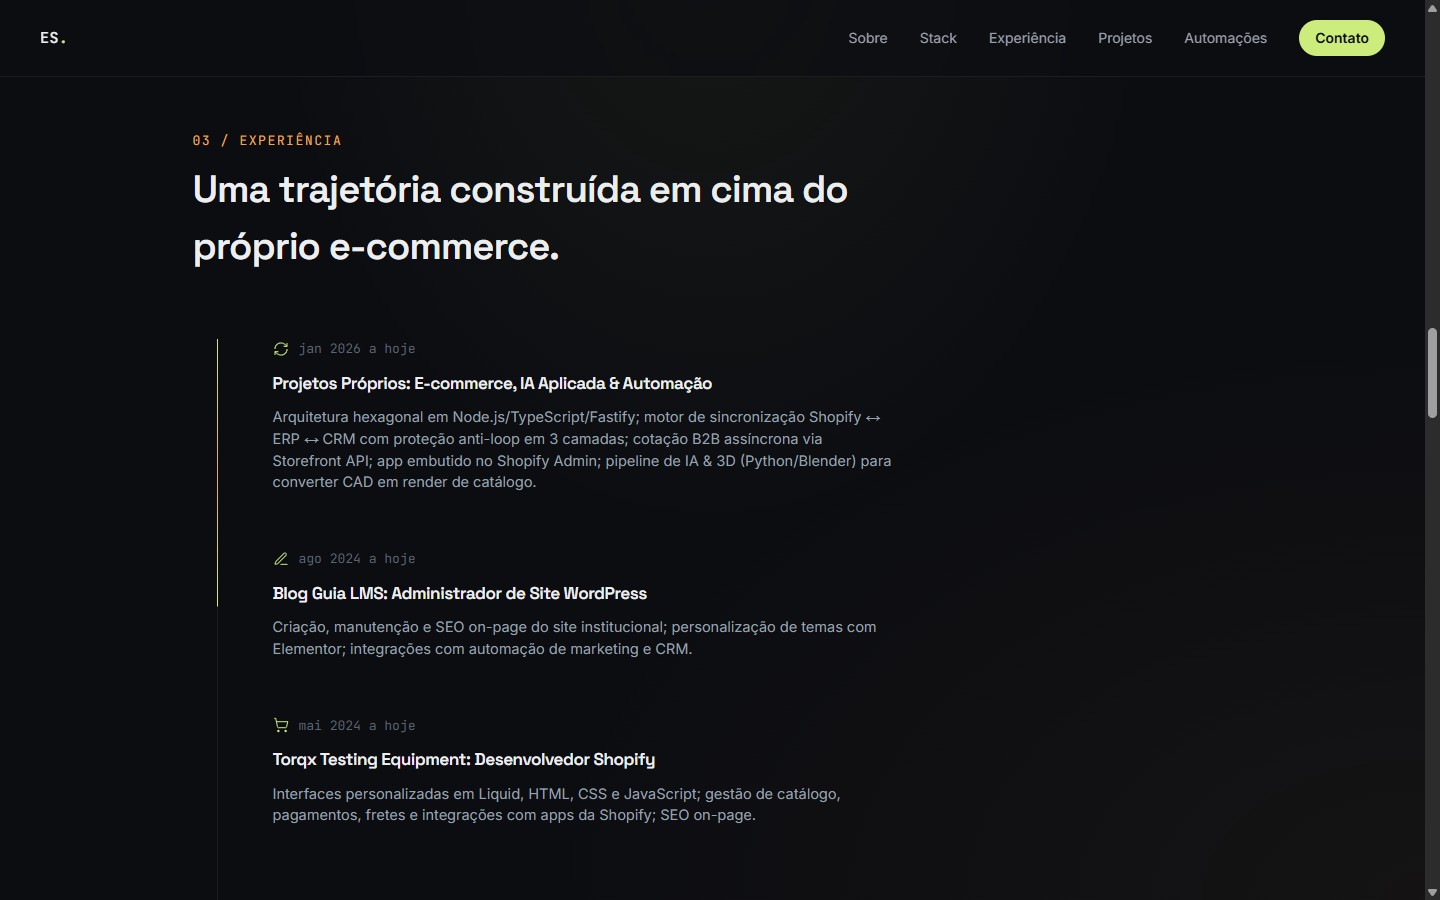 ES.
Sobre
Stack
Experiência
Projetos
Automações
Contato
03 / EXPERIÊNCIA
Uma trajetória construída em cima do
próprio e-commerce.
jan 2026 a hoje
Projetos Próprios: E-commerce, IA Aplicada & Automação
Arquitetura hexagonal em Node.js/TypeScript/Fastify; motor de sincronização Shopify ↔
ERP ↔ CRM com proteção anti-loop em 3 camadas; cotação B2B assíncrona via
Storefront API; app embutido no Shopify Admin; pipeline de IA & 3D (Python/Blender) para
converter CAD em render de catálogo.
ago 2024 a hoje
Blog Guia LMS: Administrador de Site WordPress
Criação, manutenção e SEO on-page do site institucional; personalização de temas com
Elementor; integrações com automação de marketing e CRM.
mai 2024 a hoje
Torqx Testing Equipment: Desenvolvedor Shopify
Interfaces personalizadas em Liquid, HTML, CSS e JavaScript; gestão de catálogo,
pagamentos, fretes e integrações com apps da Shopify; SEO on-page.